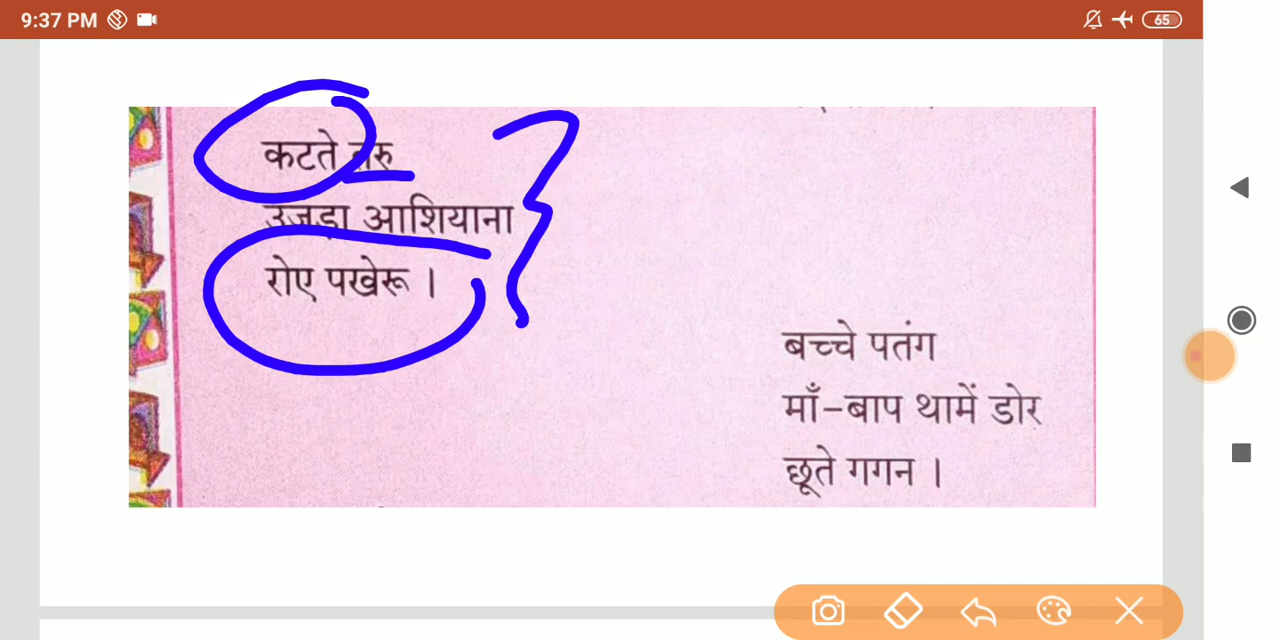 9:37 PM
65
कटते तरु
उजड़ा आशियाना
रोए पखेरू ।
बच्चे पतंग
माँ-बाप थामें डोर
छूते गगन ।